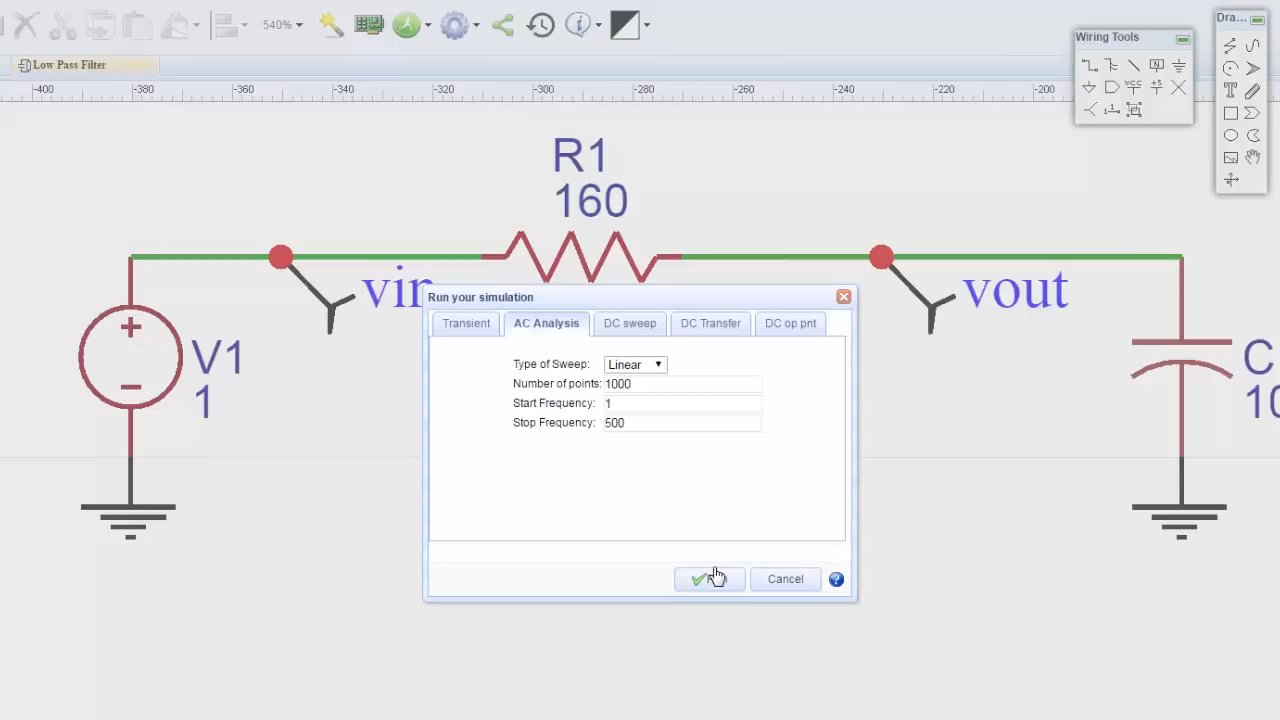 540%
Low Pass Filter
-400 -380 -360 -340 -320 -300 -280 -260 -240 -220 -200
Wiring Tools
Dra...
R1
160
vin
vout
V1
1
C
Run your simulation
Transient AC Analysis DC sweep DC Transfer DC op pnt
Type of Sweep: Linear
Number of points: 1000
Start Frequency: 1
Stop Frequency: 500
Cancel